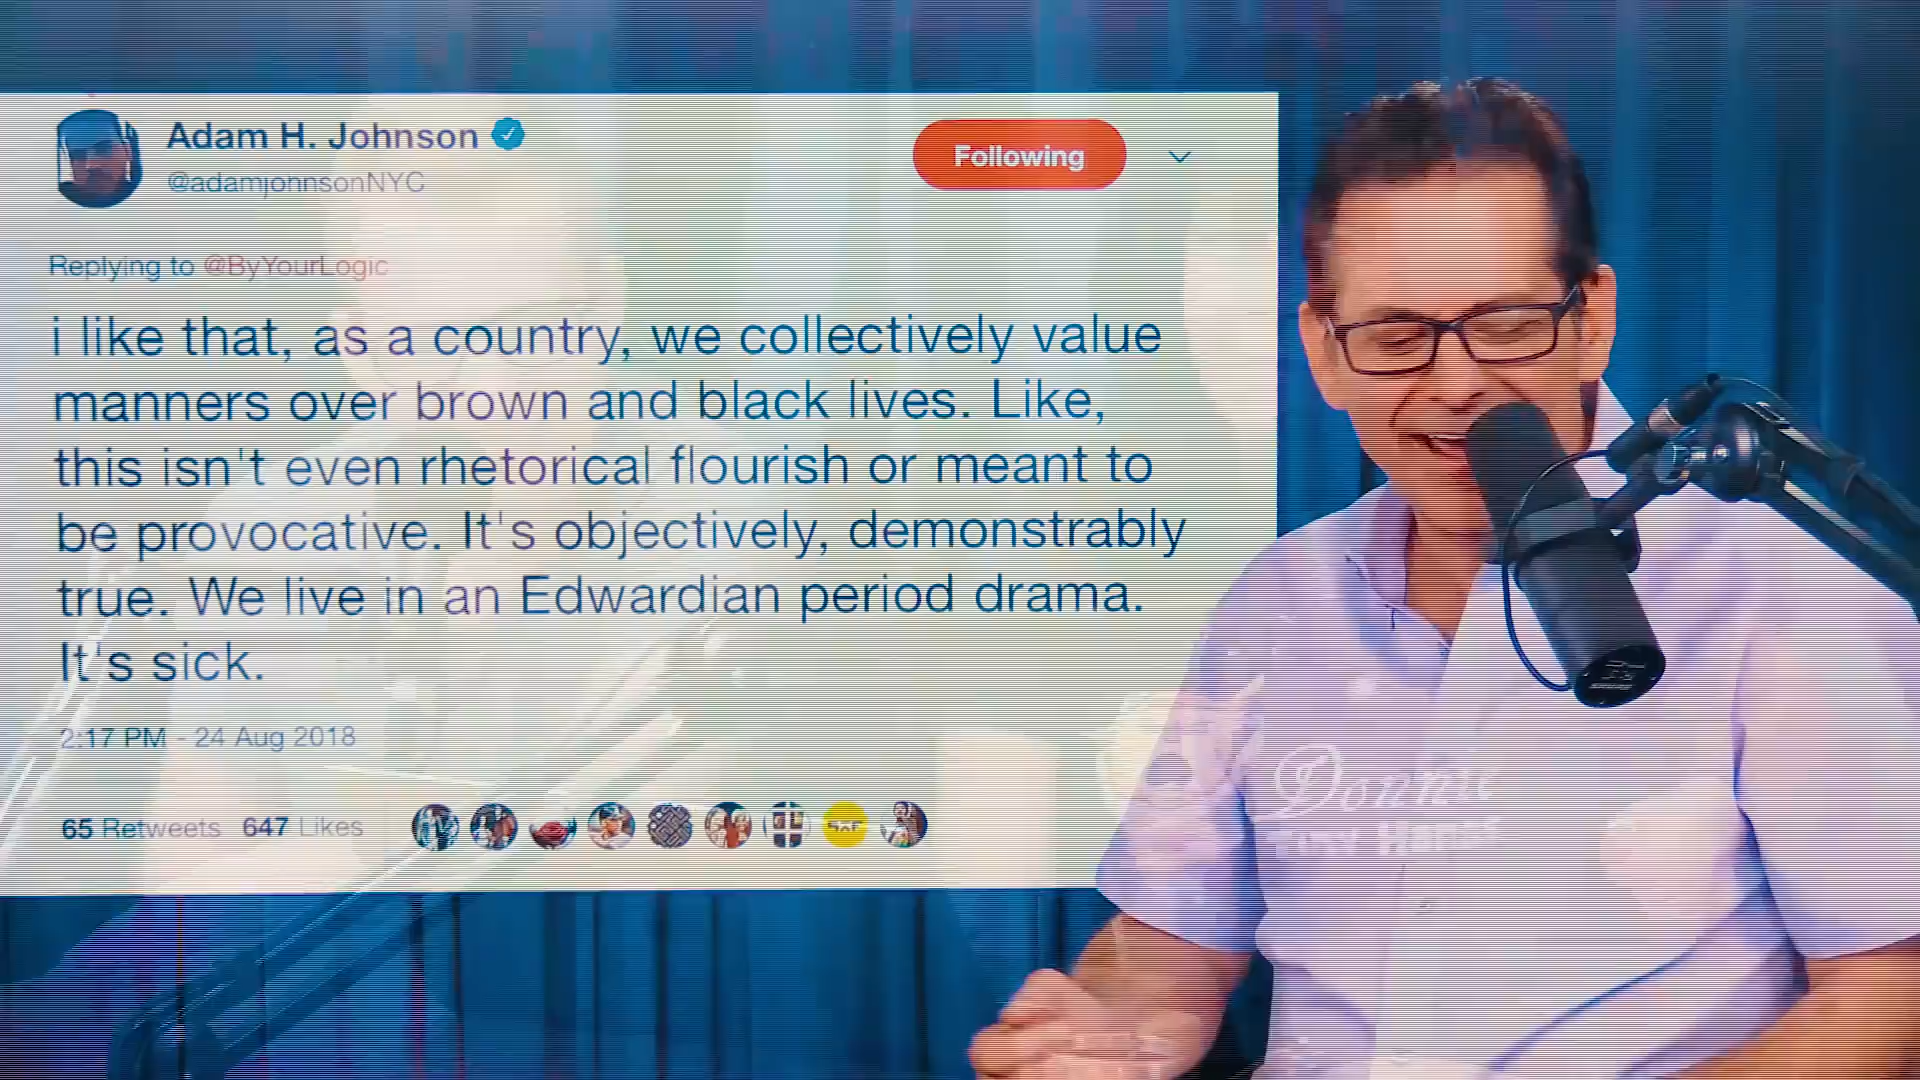 Adam H. Johnson
@adamjohnsonNYC
Following
Replying to @ByYourLogic
i like that, as a country, we collectively value
manners over brown and black lives. Like,
this isn't even rhetorical flourish or meant to
be provocative. It's objectively, demonstrably
true. We live in an Edwardian period drama.
It's sick.
2:17 PM - 24 Aug 2018
65 Retweets 647 Likes
Donnie